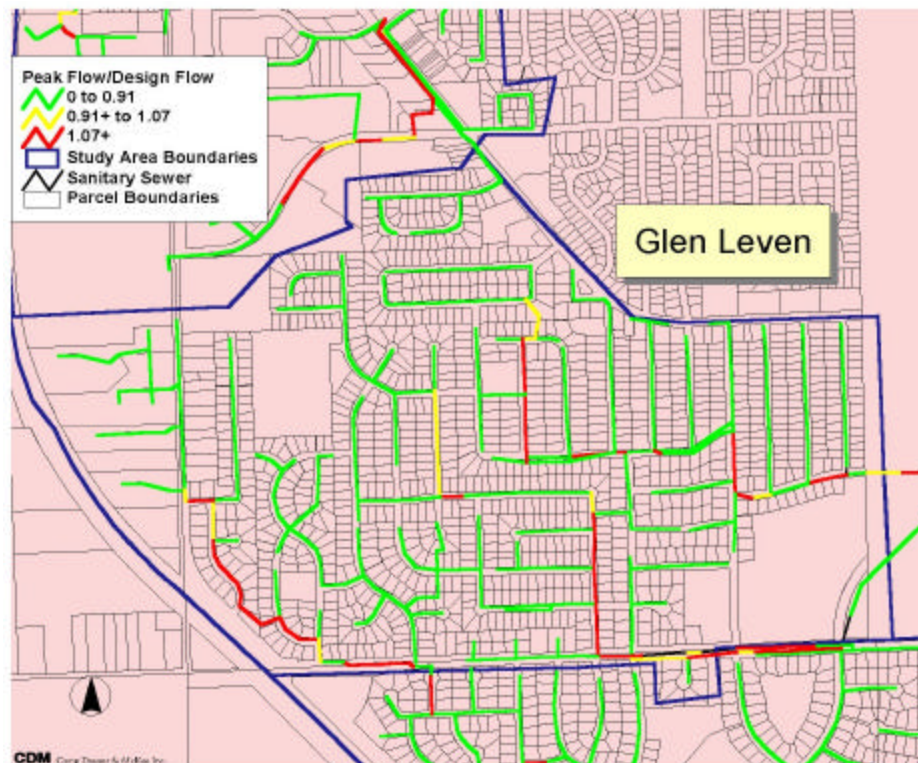 Peak Flow/Design Flow
0 to 0.91
0.91+ to 1.07
1.07+
Study Area Boundaries
Sanitary Sewer
Parcel Boundaries
Glen Leven
CDM